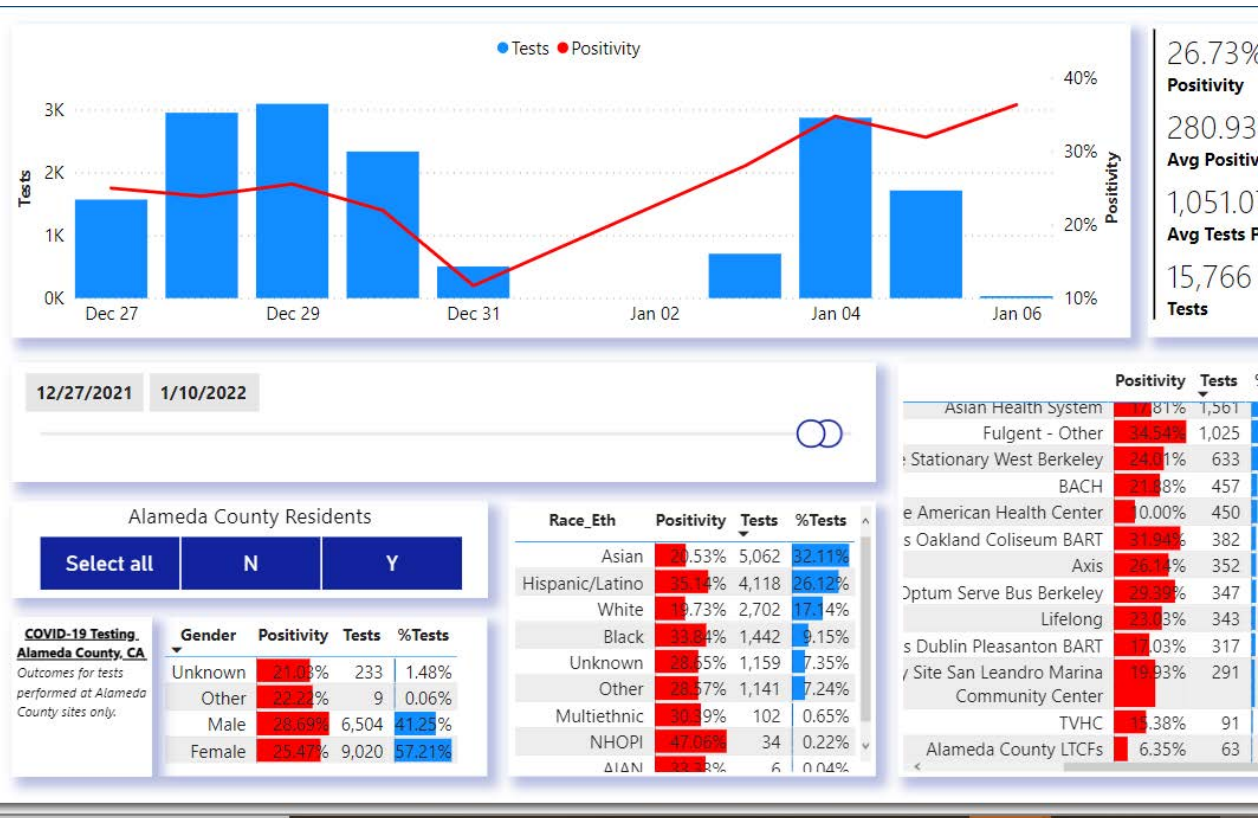 Tests Positivity
40%
30%
20%
10%
Positivity
3K
2K
1K
0K
Tests
Dec 27 Dec 29 Dec 31 Jan 02 Jan 04 Jan 06
26.73%
Positivity
280.93
Avg
1,051.0
Avg Tests
15,766
Tests
12/27/2021 1/10/2022
Alameda County Residents
Select all N Y
COVID-19 Testing
Alameda County, CA
Outcomes for tests
performed at Alameda
County sites only.
Gender Positivity Tests %Tests
Unknown 21.03% 233 1.48%
Other 22.22% 9 0.06%
Male 28.69% 6,504 41.25%
Female 25.47% 9,020 57.21%
Race_Eth Positivity Tests %Tests
Asian 20.53% 5,062 32.11%
Hispanic/Latino 35.14% 4,118 26.12%
White 19.73% 2,702 17.14%
Black 33.84% 1,442 9.15%
Unknown 28.65% 1,159 7.35%
Other 28.57% 1,141 7.24%
Multiethnic 30.39% 102 0.65%
NHOPI 47.06% 34 0.22%
AIAN 33.33% 6 0.04%
Positivity Tests
Asian Health System 17.81% 1,561
Fulgent - Other 34.54% 1,025
Stationary West Berkeley 24.01% 633
BACH 21.88% 457
American Health Center 10.00% 450
Oakland Coliseum BART 31.94% 382
Axis 26.14% 352
Optum Serve Bus Berkeley 29.39% 347
Lifelong 23.03% 343
Dublin Pleasanton BART 17.03% 317
Site San Leandro Marina 19.93% 291
Community Center
TVHC 15.38% 91
Alameda County LTCFs 6.35% 63